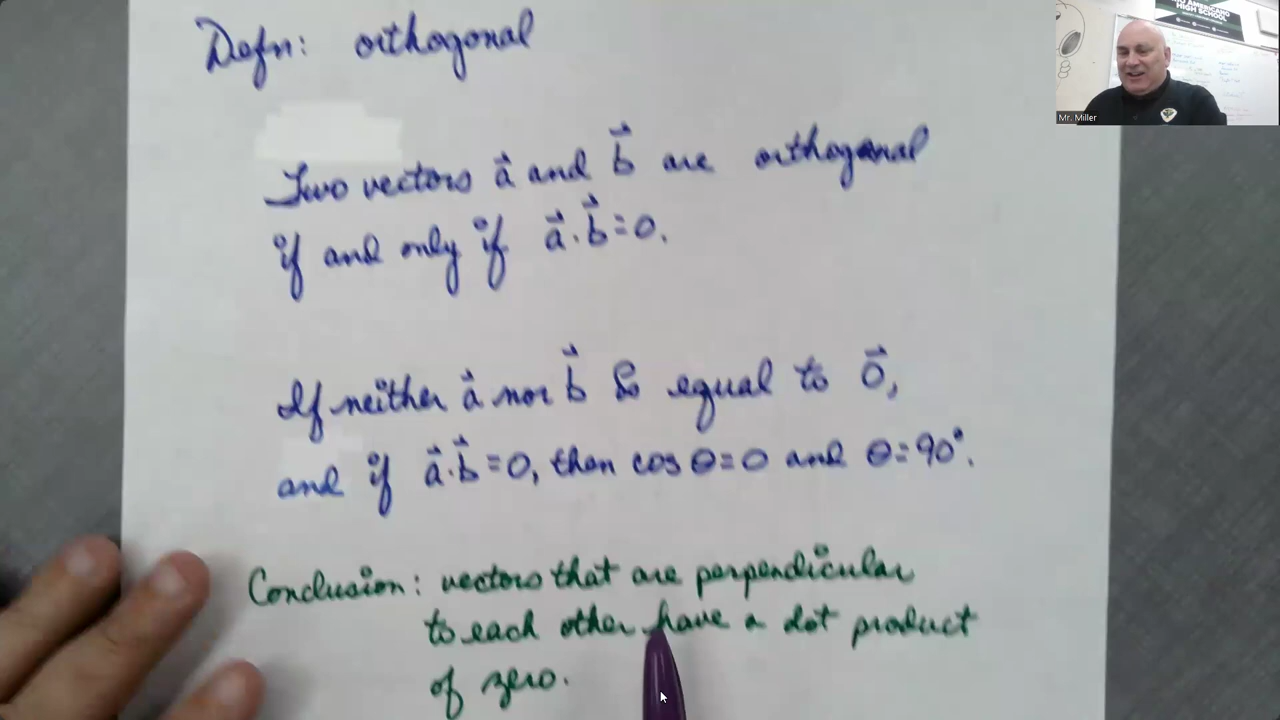 Defn: orthogonal
Two vectors a⃗ and b⃗ are orthogonal
if and only if a⃗·b⃗=0.
If neither a⃗ nor b⃗ is equal to 0⃗,
and if a⃗·b⃗=0, then cos θ=0 and θ=90°.
Conclusion: vectors that are perpendicular
to each other have a dot product
of zero.
HIGH SCHOOL
Mr. Miller